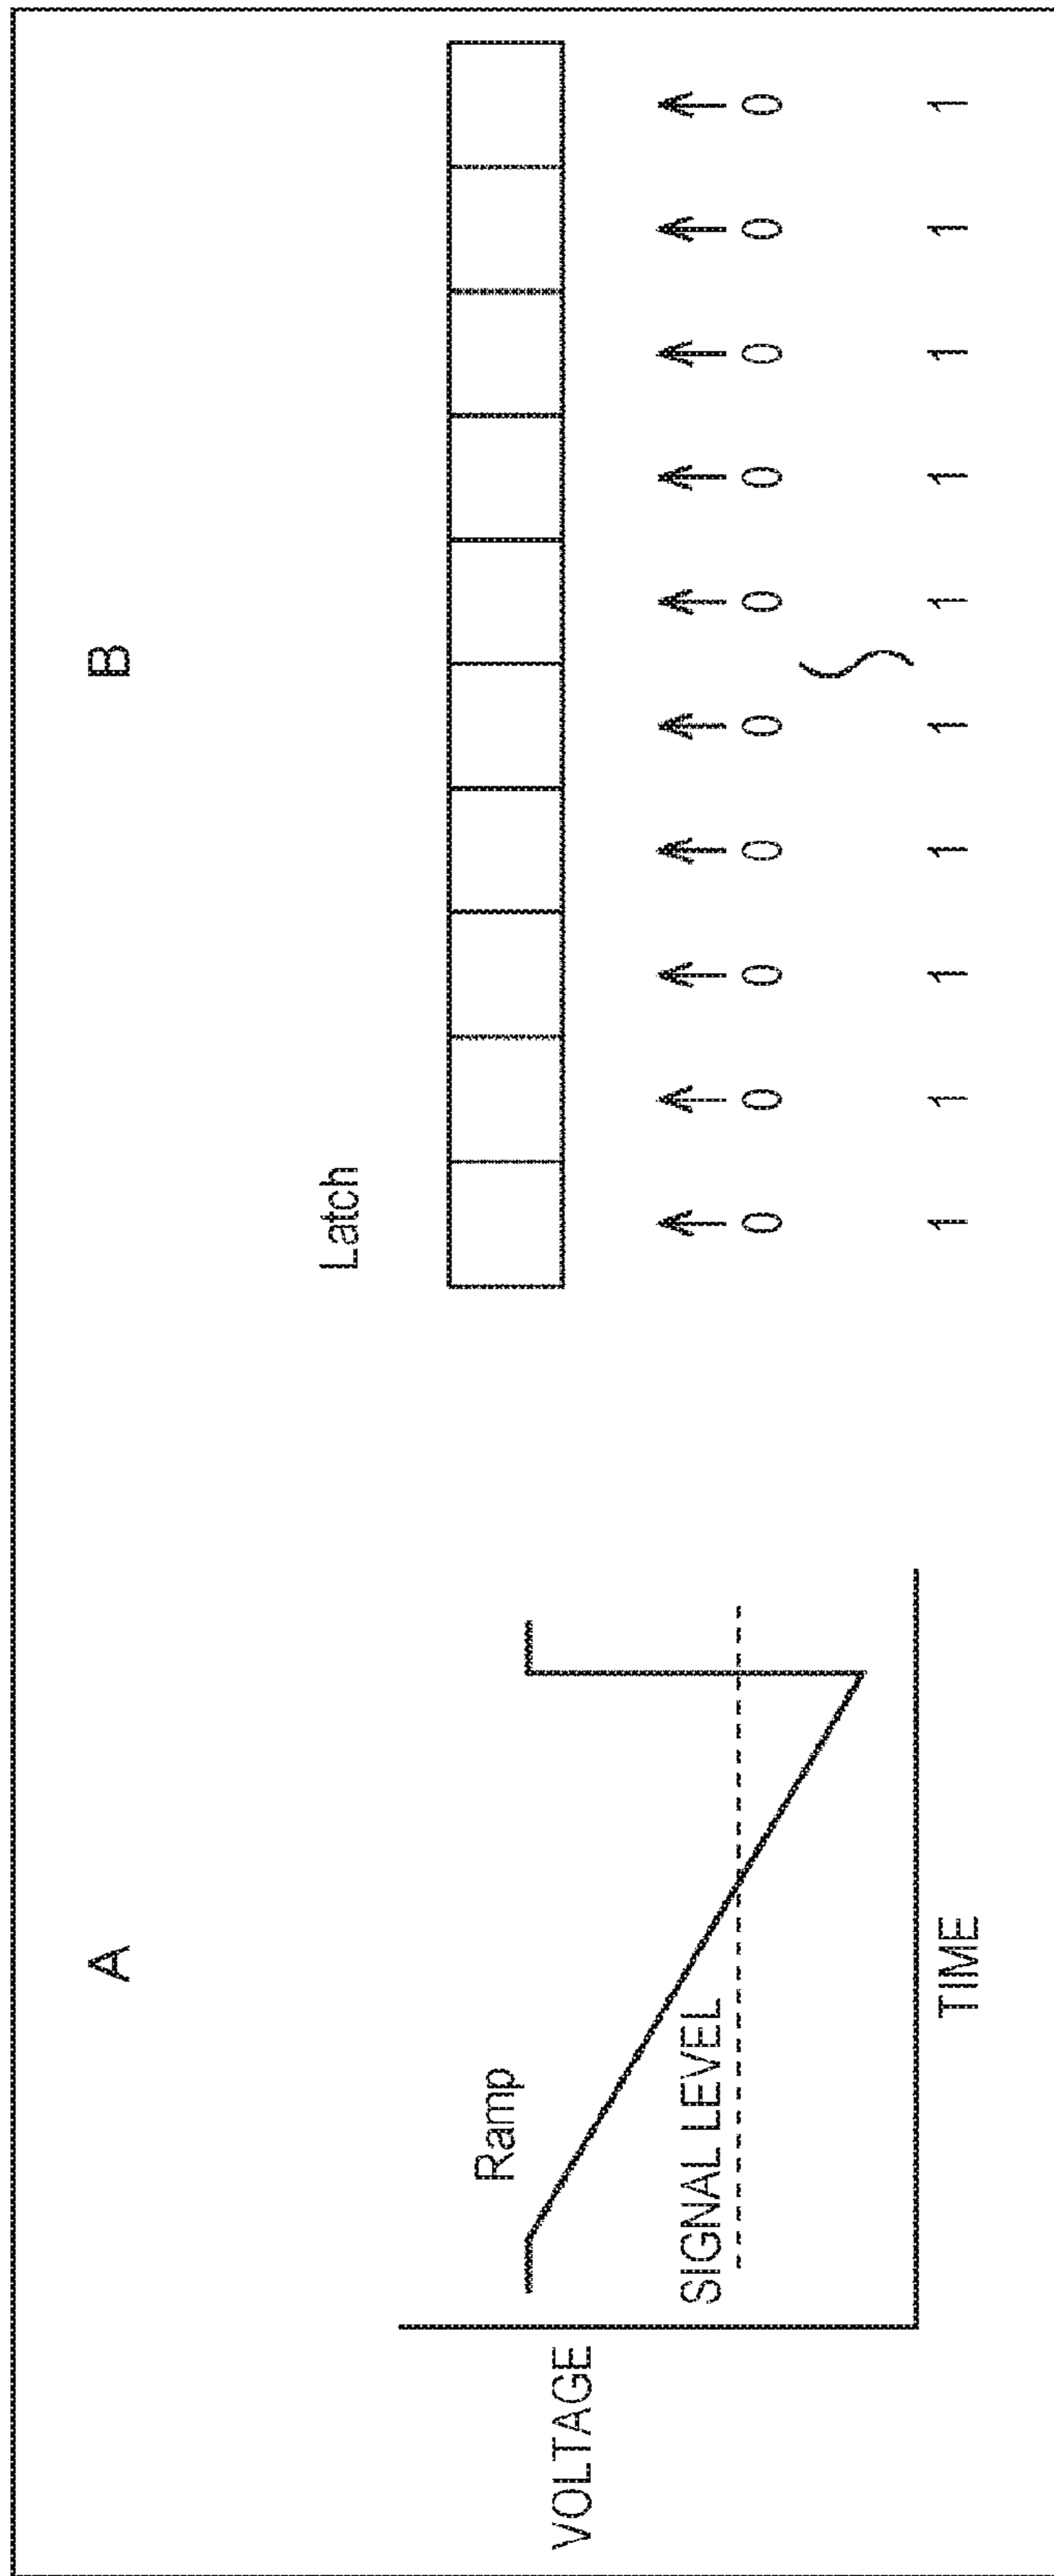 A
VOLTAGE
Ramp
SIGNAL LEVEL
TIME
B
Latch
0 0 0 0 0 0 0 0 0 0
1 1 1 1 1 1 1 1 1 1